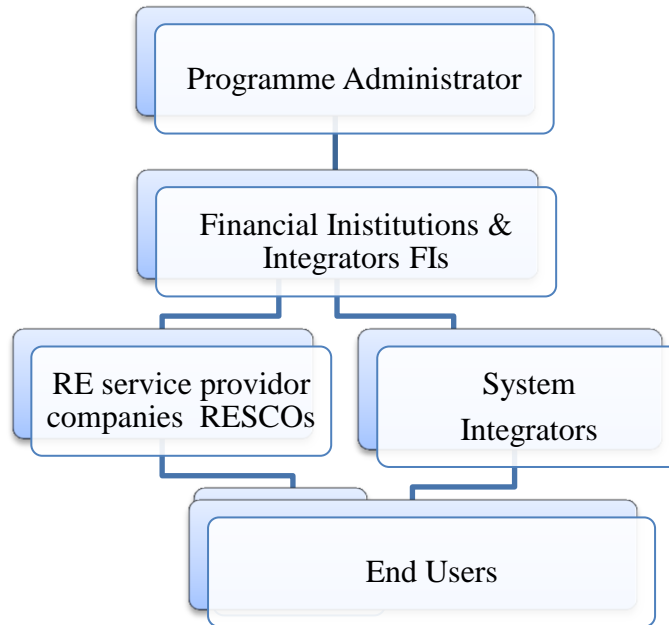 Programme Administrator
Financial Inistitutions &
Integrators FIs
RE service providor
companies RESCOs
System
Integrators
End Users